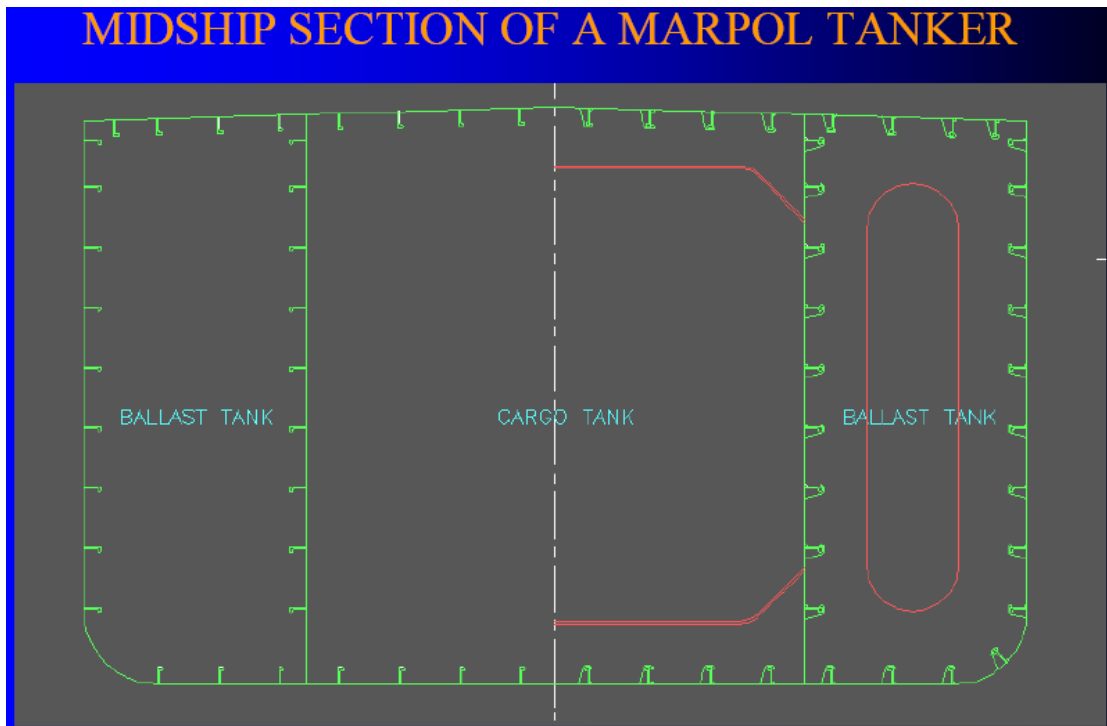 MIDSHIP SECTION OF A MARPOL TANKER
BALLAST TANK
CARGO TANK
BALLAST TANK